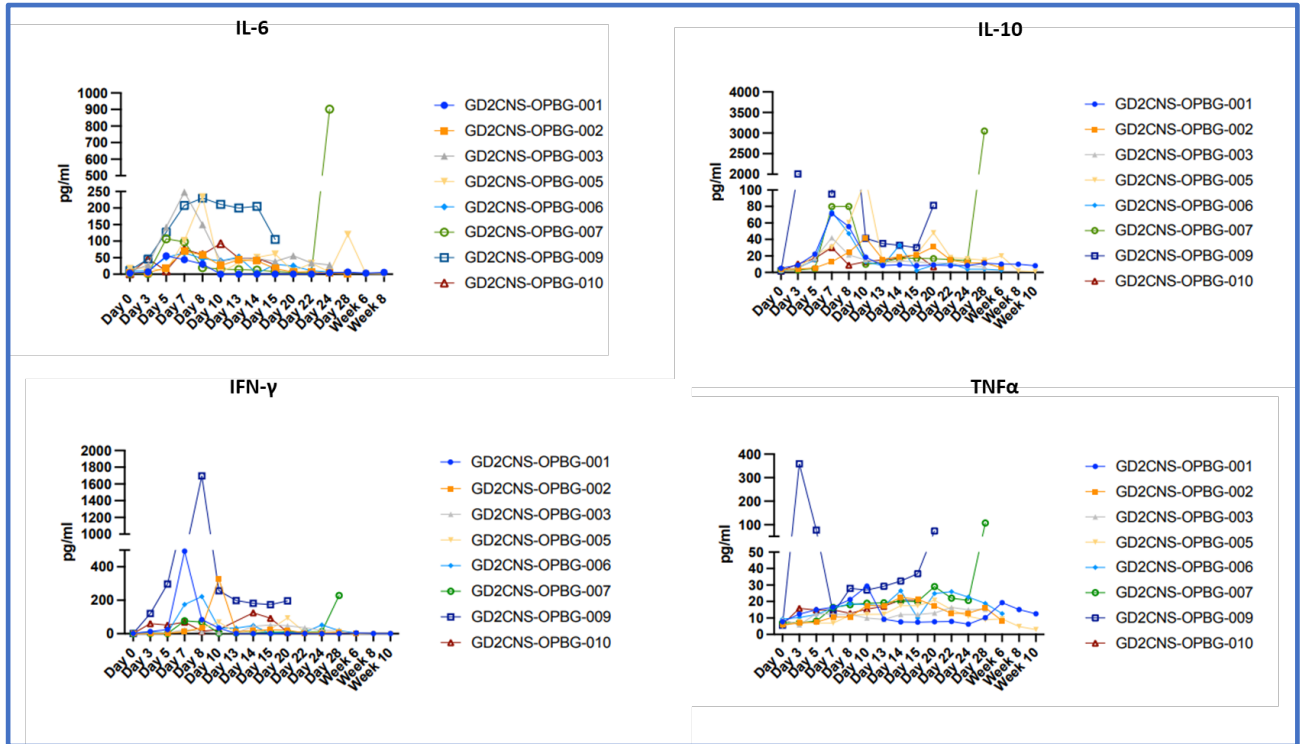 IL-6
pg/ml
1000
900
800
700
600
500
250
200
150
100
50
0
Day 0
Day 3
Day 5
Day 7
Day 8
Day 10
Day 13
Day 14
Day 15
Day 20
Day 22
Day 24
Day 28
Week 6
Week 8
GD2CNS-OPBG-001
GD2CNS-OPBG-002
GD2CNS-OPBG-003
GD2CNS-OPBG-005
GD2CNS-OPBG-006
GD2CNS-OPBG-007
GD2CNS-OPBG-009
GD2CNS-OPBG-010
IL-10
pg/ml
4000
3000
2000
100
80
60
40
20
0
Day 0
Day 3
Day 5
Day 7
Day 8
Day 10
Day 13
Day 14
Day 15
Day 20
Day 22
Day 24
Day 28
Week 6
Week 8
Week 10
GD2CNS-OPBG-001
GD2CNS-OPBG-002
GD2CNS-OPBG-003
GD2CNS-OPBG-005
GD2CNS-OPBG-006
GD2CNS-OPBG-007
GD2CNS-OPBG-009
GD2CNS-OPBG-010
IFN-γ
pg/ml
2000
1800
1600
1400
1200
1000
400
200
0
Day 0
Day 3
Day 5
Day 7
Day 8
Day 10
Day 13
Day 14
Day 15
Day 20
Day 22
Day 24
Day 28
Week 6
Week 8
Week 10
GD2CNS-OPBG-001
GD2CNS-OPBG-002
GD2CNS-OPBG-003
GD2CNS-OPBG-005
GD2CNS-OPBG-006
GD2CNS-OPBG-007
GD2CNS-OPBG-009
GD2CNS-OPBG-010
TNFα
pg/ml
400
300
200
100
50
40
30
20
10
0
Day 0
Day 3
Day 5
Day 7
Day 8
Day 10
Day 13
Day 14
Day 15
Day 20
Day 22
Day 24
Day 28
Week 6
Week 8
Week 10
GD2CNS-OPBG-001
GD2CNS-OPBG-002
GD2CNS-OPBG-003
GD2CNS-OPBG-005
GD2CNS-OPBG-006
GD2CNS-OPBG-007
GD2CNS-OPBG-009
GD2CNS-OPBG-010